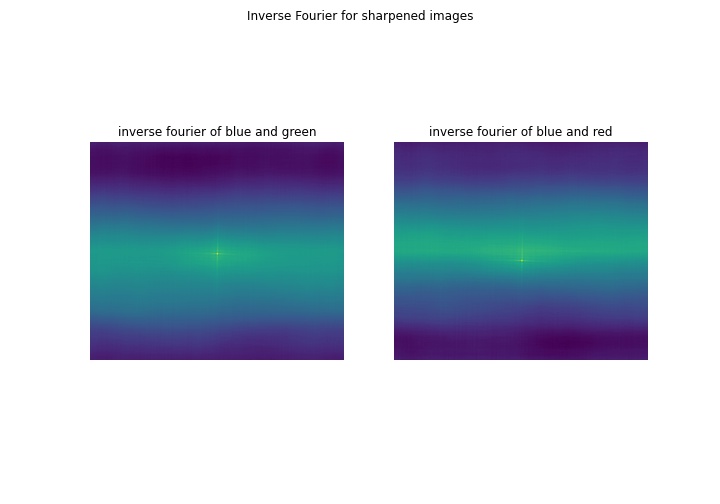 Inverse Fourier for sharpened images
inverse fourier of blue and green
inverse fourier of blue and red